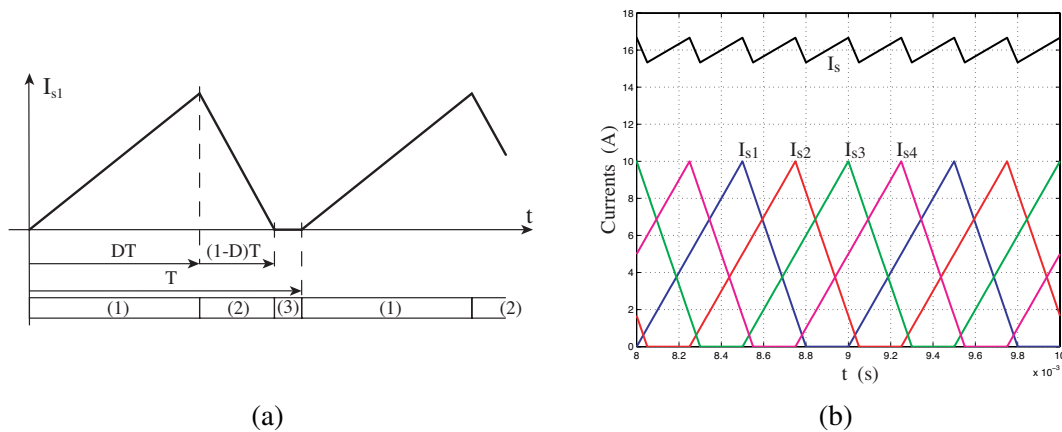 I_s1
t
DT
(1-D)T
T
(1) (2) (3) (1) (2)
(a)
18
16
14
12
10
8
6
4
2
0
Currents (A)
I_s
I_s1 I_s2 I_s3 I_s4
8 8.2 8.4 8.6 8.8 9 9.2 9.4 9.6 9.8 10
t (s)
x 10^-3
(b)